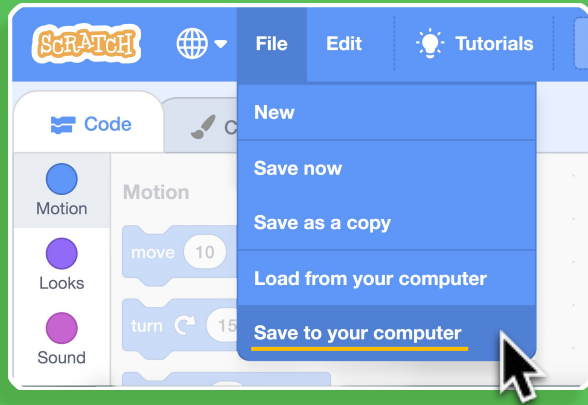 SCRATCH
File
Edit
Tutorials
Code
C
New
Save now
Save as a copy
Load from your computer
Save to your computer
Motion
Looks
Sound
Motion
move 10
turn 15